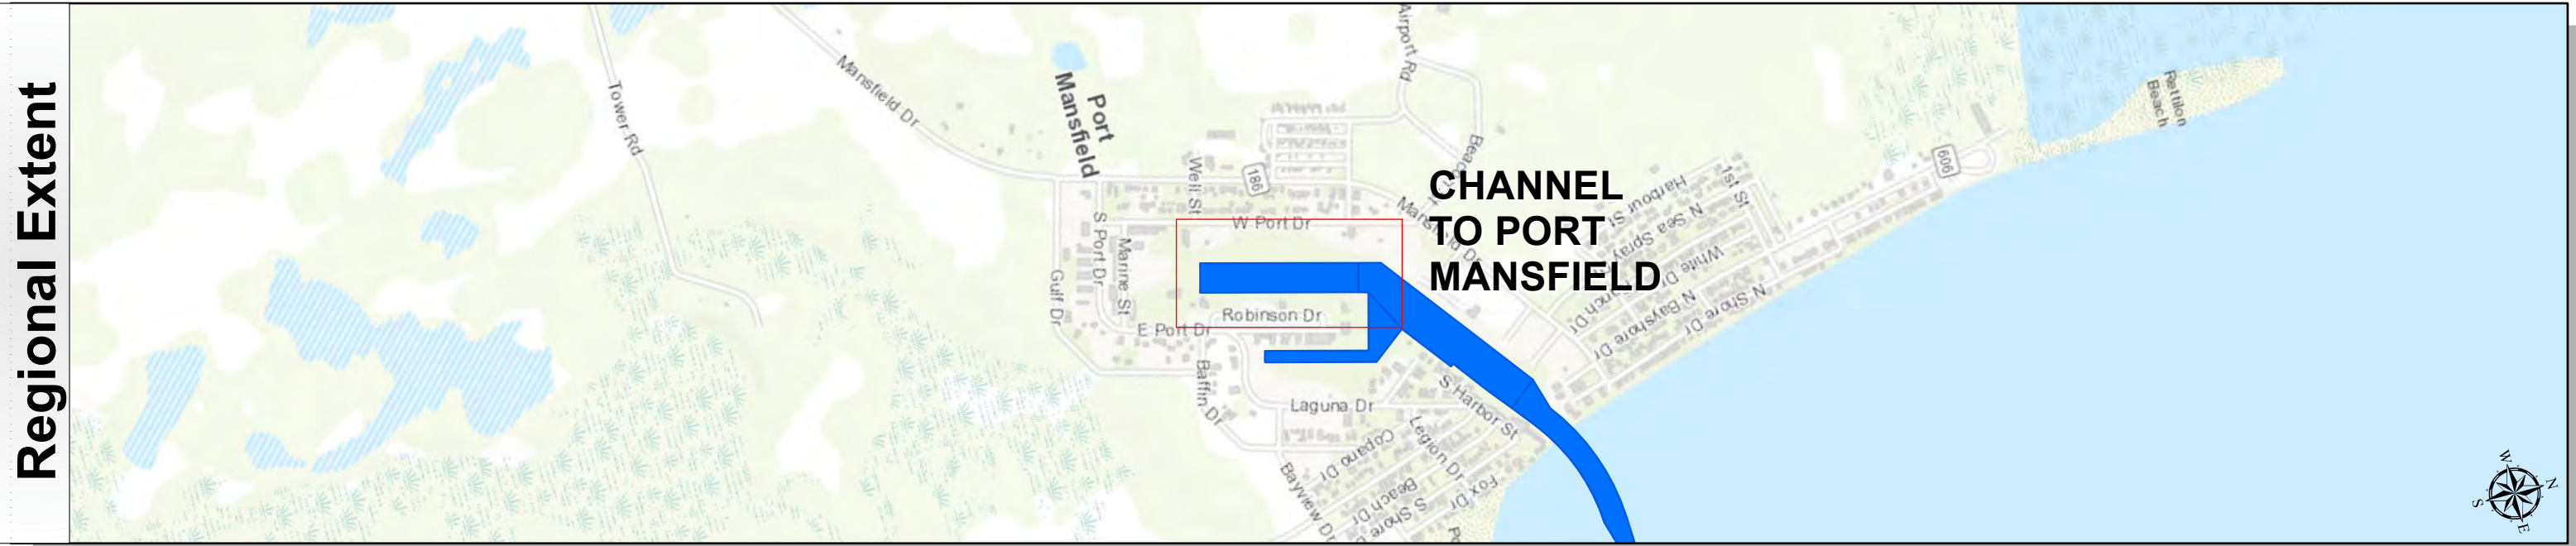 Regional Extent
Tower Rd
Mansfield Dr
Port
Mansfield
Airport Rd
Well St
186
W Port Dr
S Port Dr
Marine St
Gulf Dr
CHANNEL
TO PORT
MANSFIELD
Mansfield Dr
Harbour St
1st St
N Sea Spray
White
N Bayshore Dr
N Shore Dr
606
Rettilon
Beach
Robinson Dr
E Port Dr
Baffin Dr
Laguna Dr
S Harbor St
Copano Dr
Legion Dr
Bayview Dr
Beach Dr
S Shore
Fox Dr
W
N
S
E